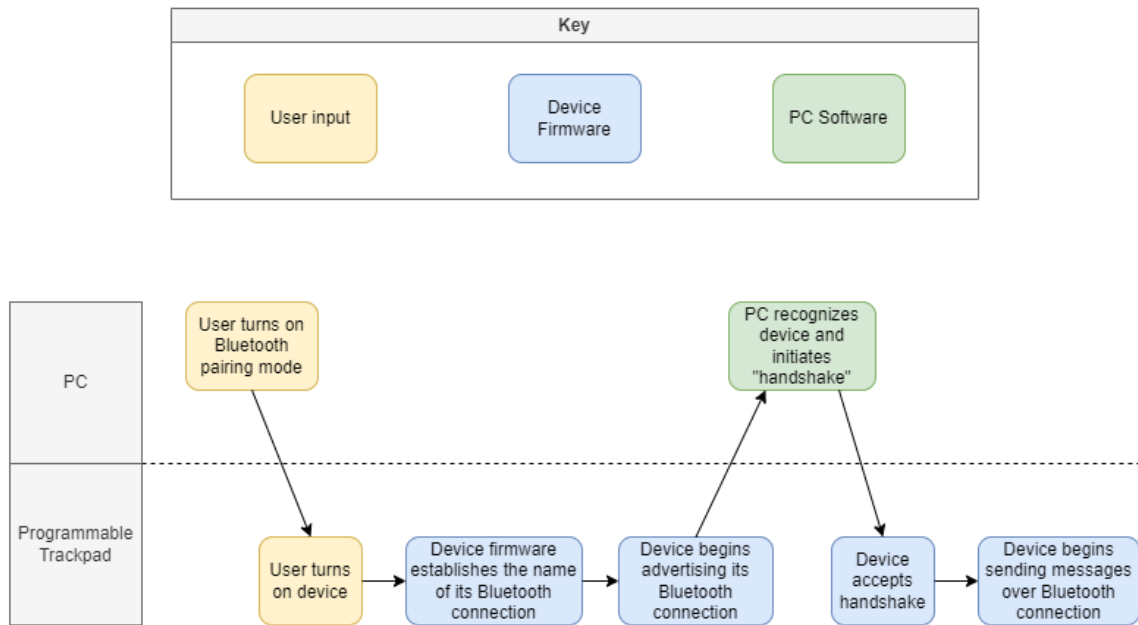 Key
User input
Device
Firmware
PC Software
PC
User turns on
Bluetooth
pairing mode
PC recognizes
device and
initiates
"handshake"
Programmable
Trackpad
User turns
on device
Device firmware
establishes the name
of its Bluetooth
connection
Device begins
advertising its
Bluetooth
connection
Device
accepts
handshake
Device begins
sending messages
over Bluetooth
connection